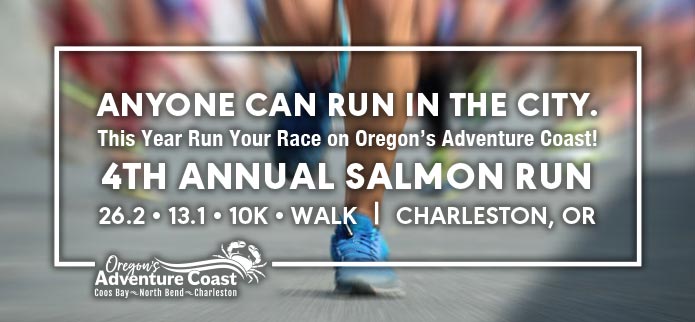 ANYONE CAN RUN IN THE CITY.
This Year Run Your Race on Oregon's Adventure Coast!
4TH ANNUAL SALMON RUN
26.2 • 13.1 • 10K • WALK | CHARLESTON, OR
Oregon's
Adventure Coast
Coos Bay~North Bend~Charleston